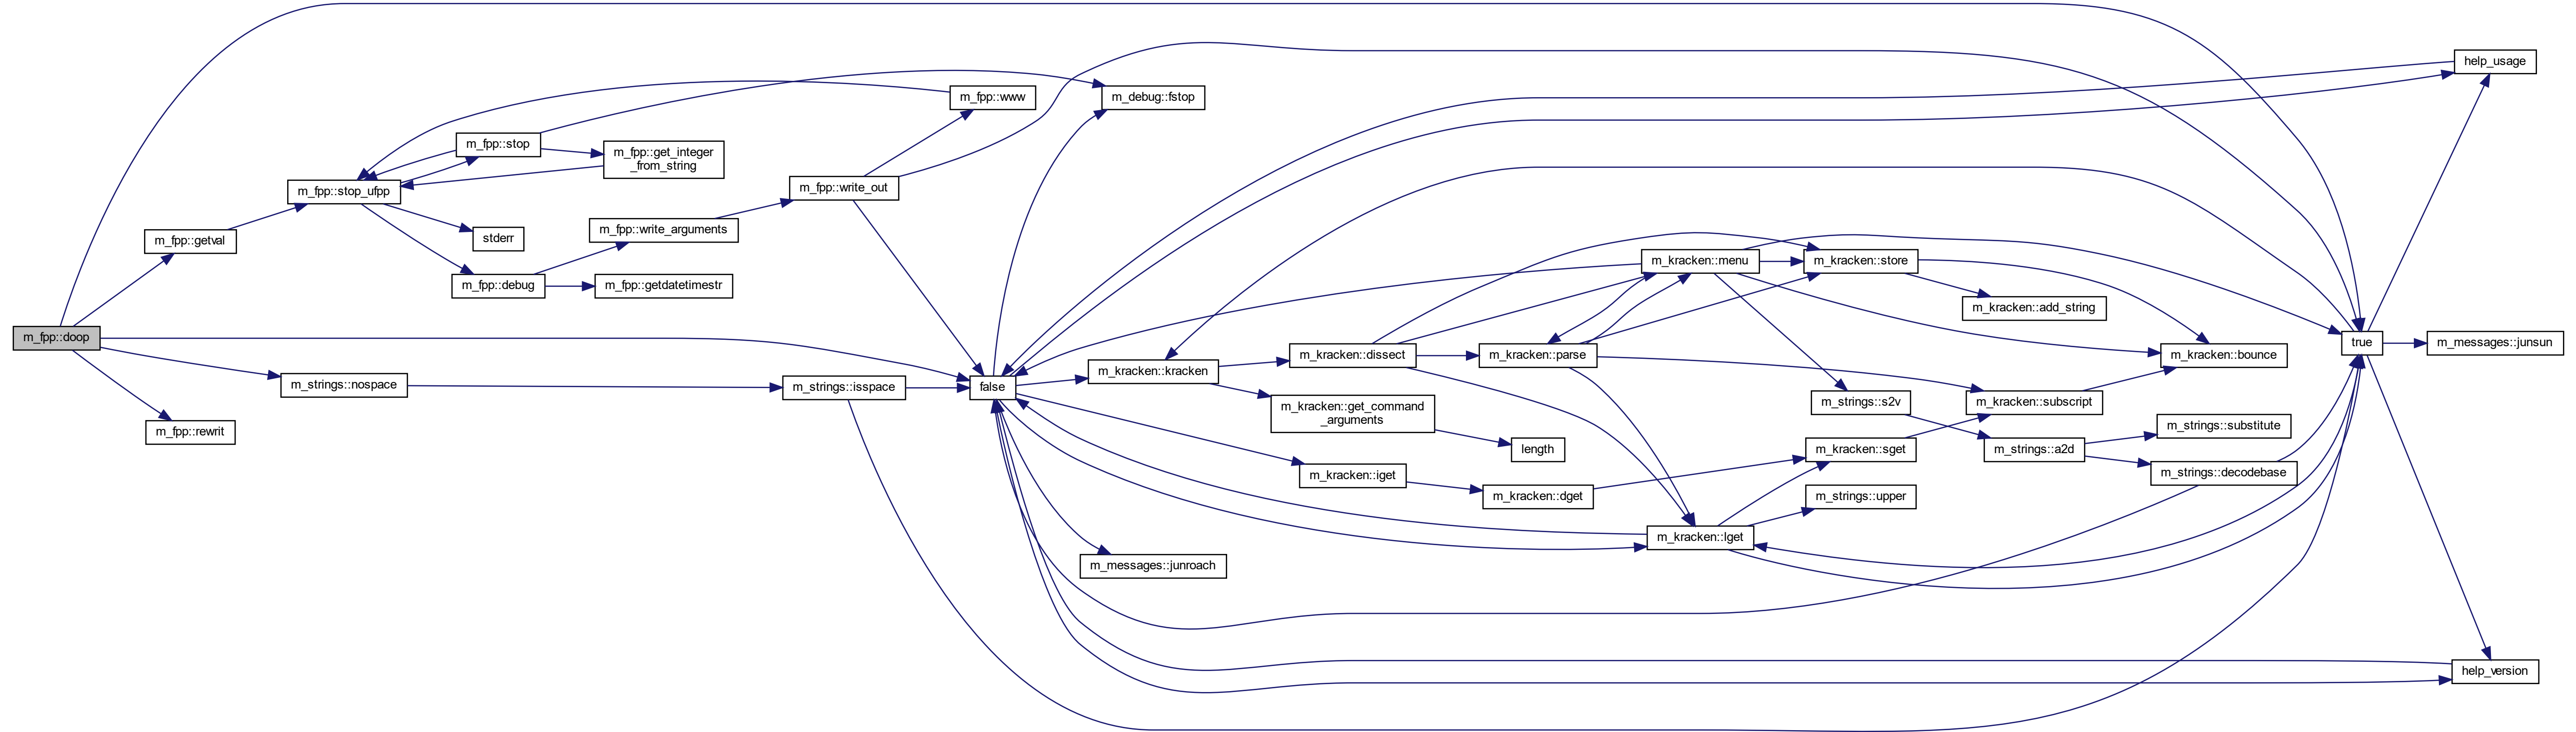 m_fpp::doop
m_fpp::getval
m_fpp::stop_ufpp
m_fpp::stop
m_fpp::get_integer
_from_string
stderr
m_fpp::debug
m_fpp::write_arguments
m_fpp::getdatetimestr
m_fpp::write_out
m_fpp::www
m_debug::fstop
m_strings::nospace
m_fpp::rewrit
m_strings::isspace
false
m_kracken::kracken
m_kracken::get_command
_arguments
length
m_kracken::iget
m_kracken::dget
m_messages::junroach
m_kracken::dissect
m_kracken::parse
m_kracken::menu
m_kracken::store
m_kracken::add_string
m_kracken::bounce
m_strings::s2v
m_kracken::subscript
m_kracken::sget
m_strings::a2d
m_strings::substitute
m_strings::decodebase
m_strings::upper
m_kracken::lget
true
help_usage
m_messages::junsun
help_version